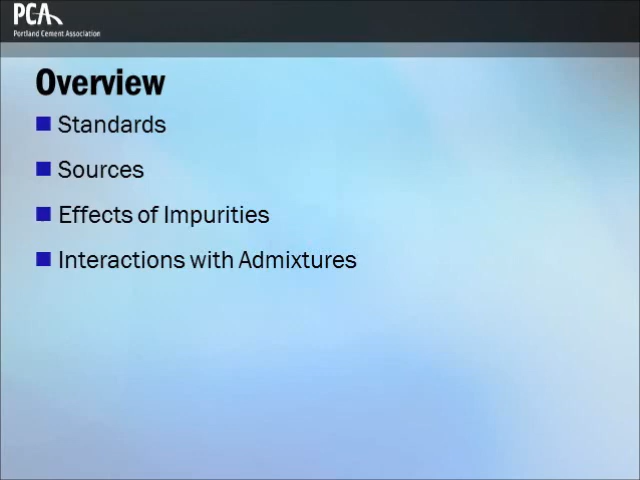 PCA
Portland Cement Association
Overview
Standards
Sources
Effects of Impurities
Interactions with Admixtures